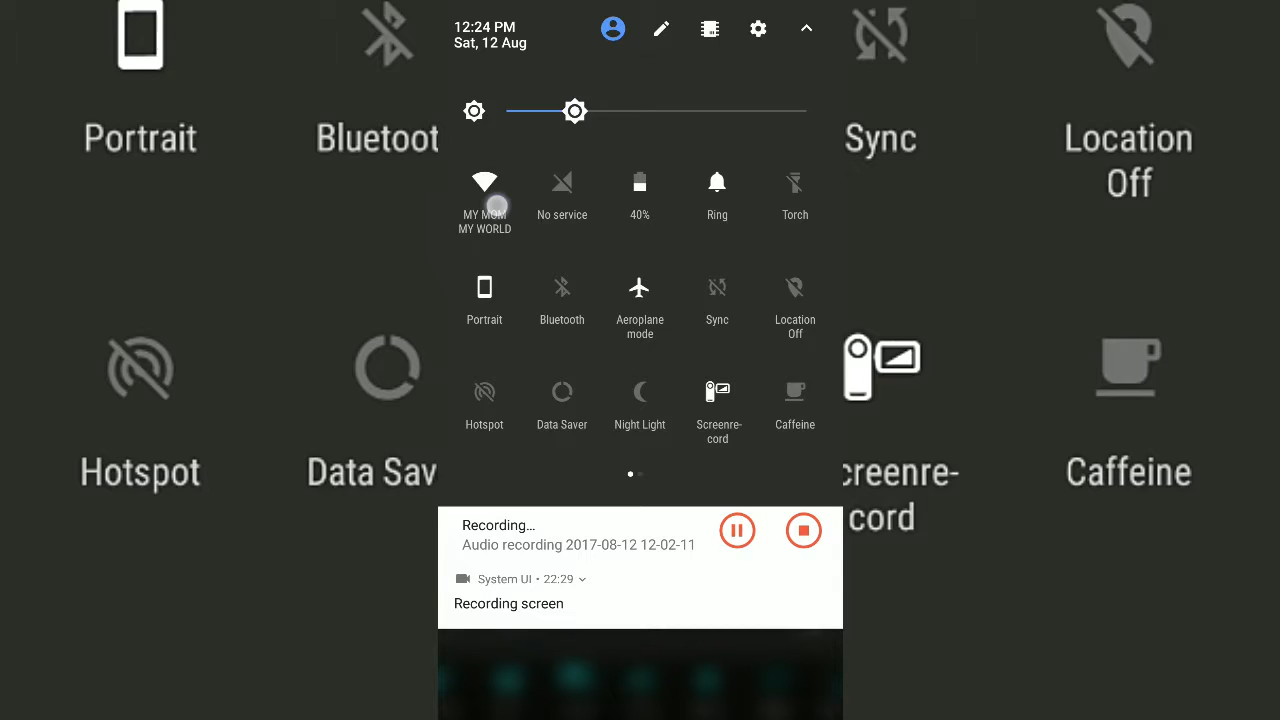 12:24 PM
Sat, 12 Aug
MY MOM
MY WORLD
No service
40%
Ring
Torch
Portrait
Bluetooth
Aeroplane
mode
Sync
Location
Off
Hotspot
Data Saver
Night Light
Screenre-
cord
Caffeine
Recording...
Audio recording 2017-08-12 12-02-11
System UI • 22:29
Recording screen
Portrait
Bluetoot
Sync
Location
Off
Hotspot
Data Sav
creenre-
cord
Caffeine